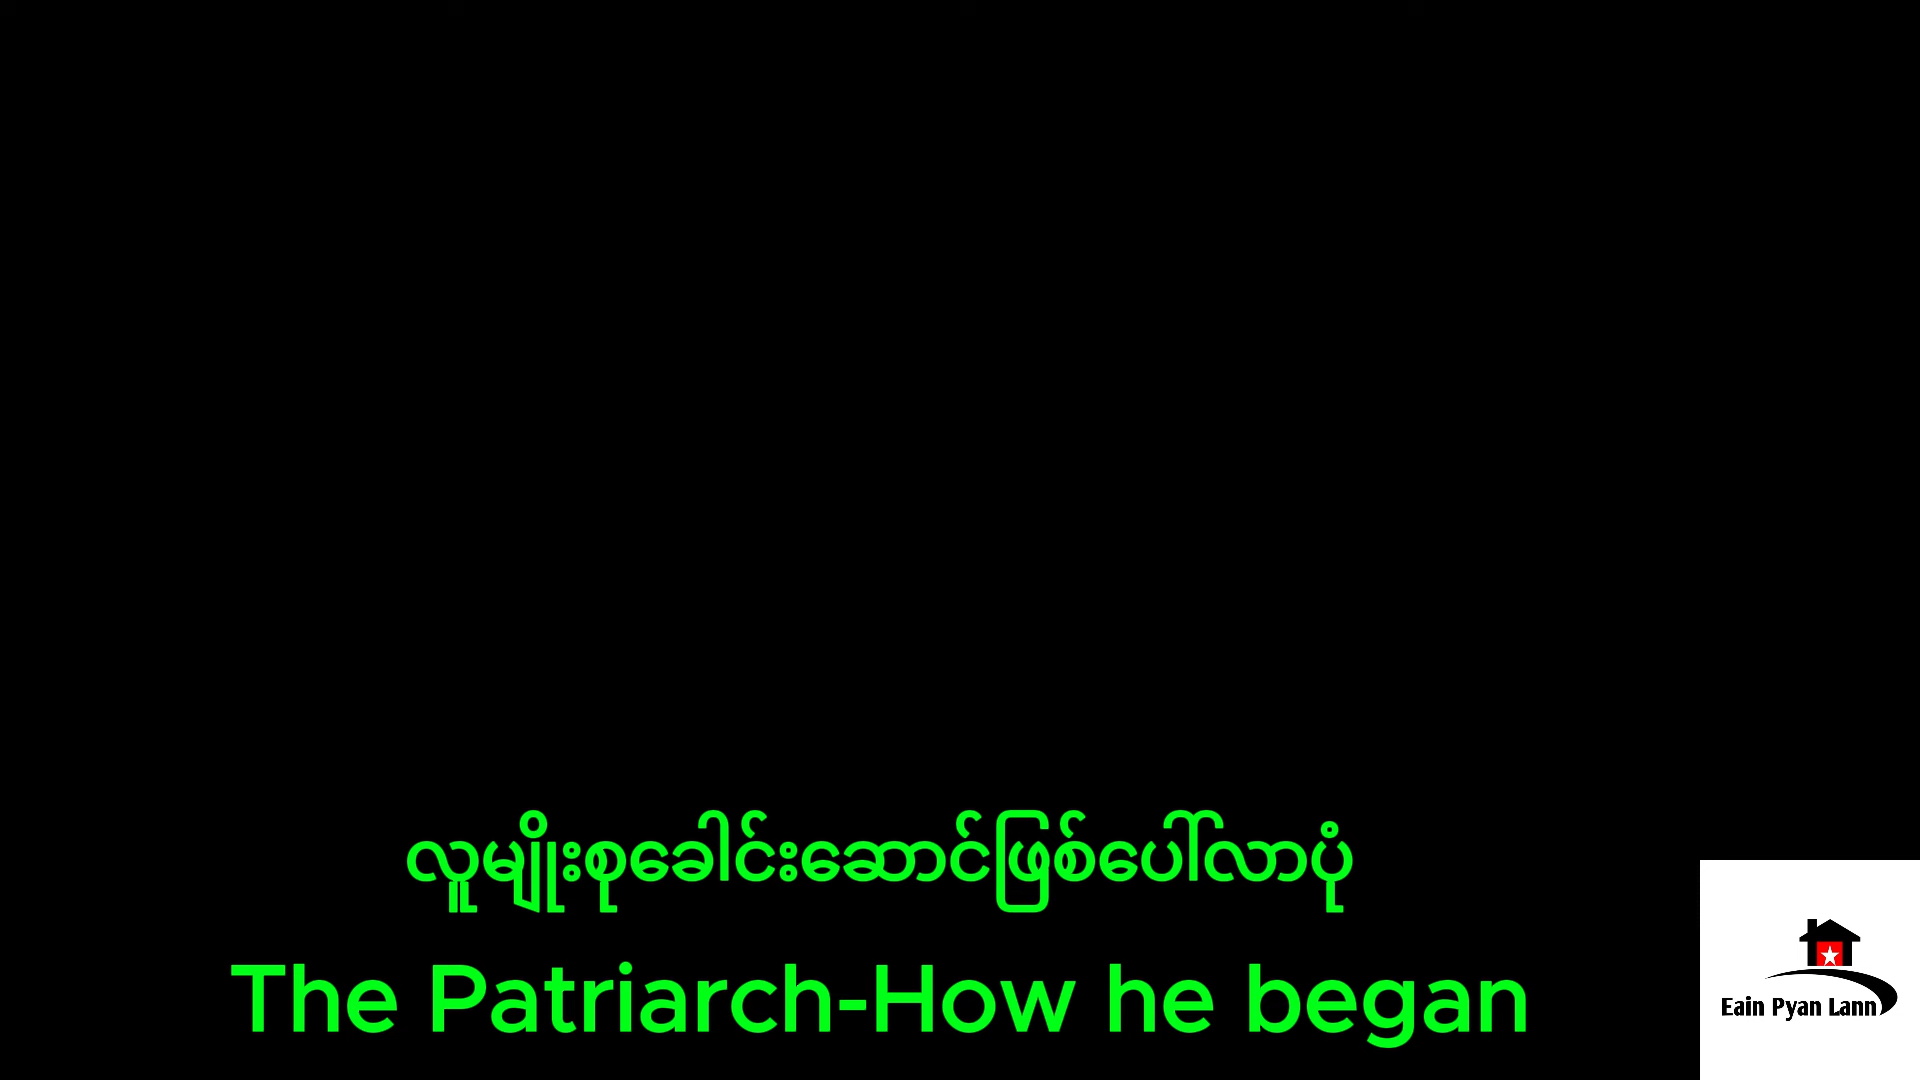 လူမျိုးစုခေါင်းဆောင်ဖြစ်ပေါ်လာပုံ
The Patriarch-How he began
Eain Pyan Lann